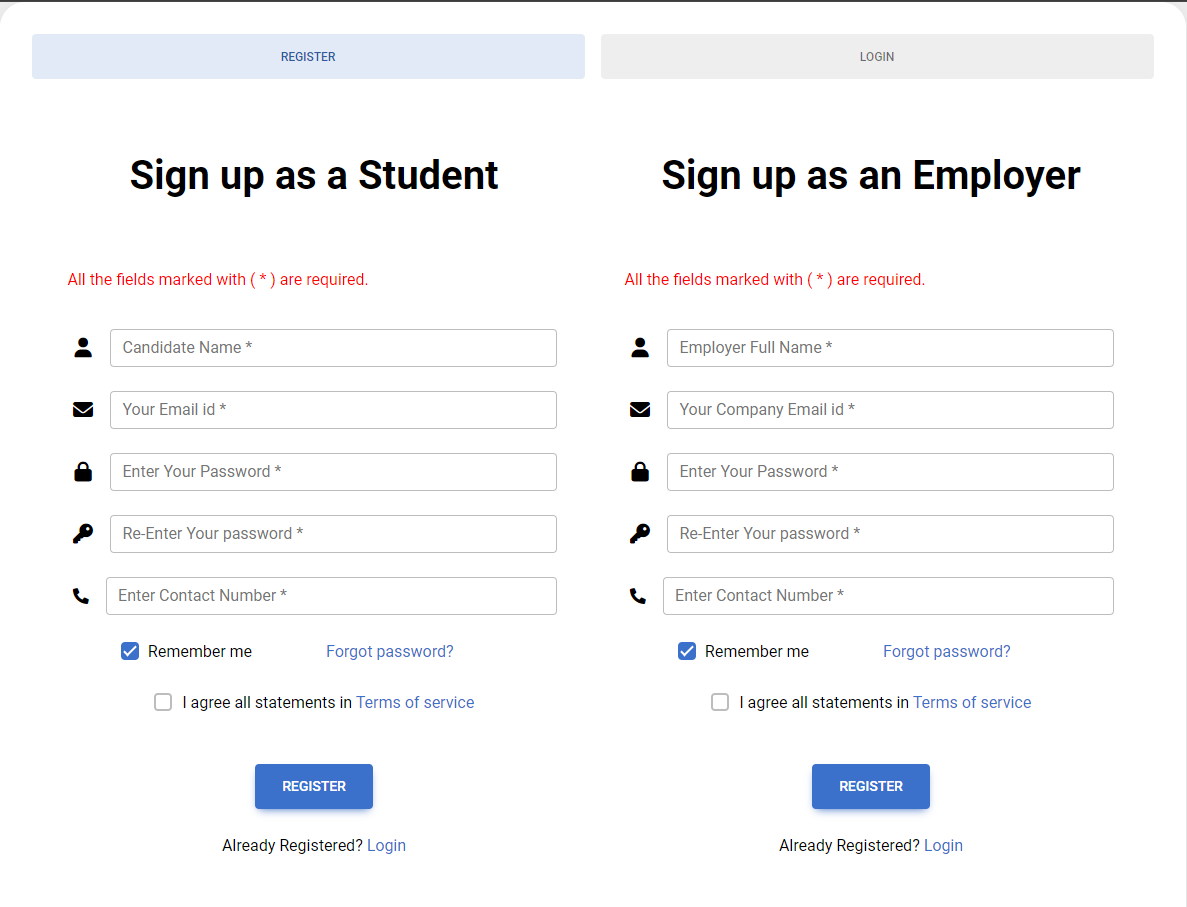 REGISTER
LOGIN
Sign up as a Student
All the fields marked with ( * ) are required.
Candidate Name *
Your Email id *
Enter Your Password *
Re-Enter Your password *
Enter Contact Number *
Remember me
Forgot password?
I agree all statements in Terms of service
REGISTER
Already Registered? Login
Sign up as an Employer
All the fields marked with ( * ) are required.
Employer Full Name *
Your Company Email id *
Enter Your Password *
Re-Enter Your password *
Enter Contact Number *
Remember me
Forgot password?
I agree all statements in Terms of service
REGISTER
Already Registered? Login